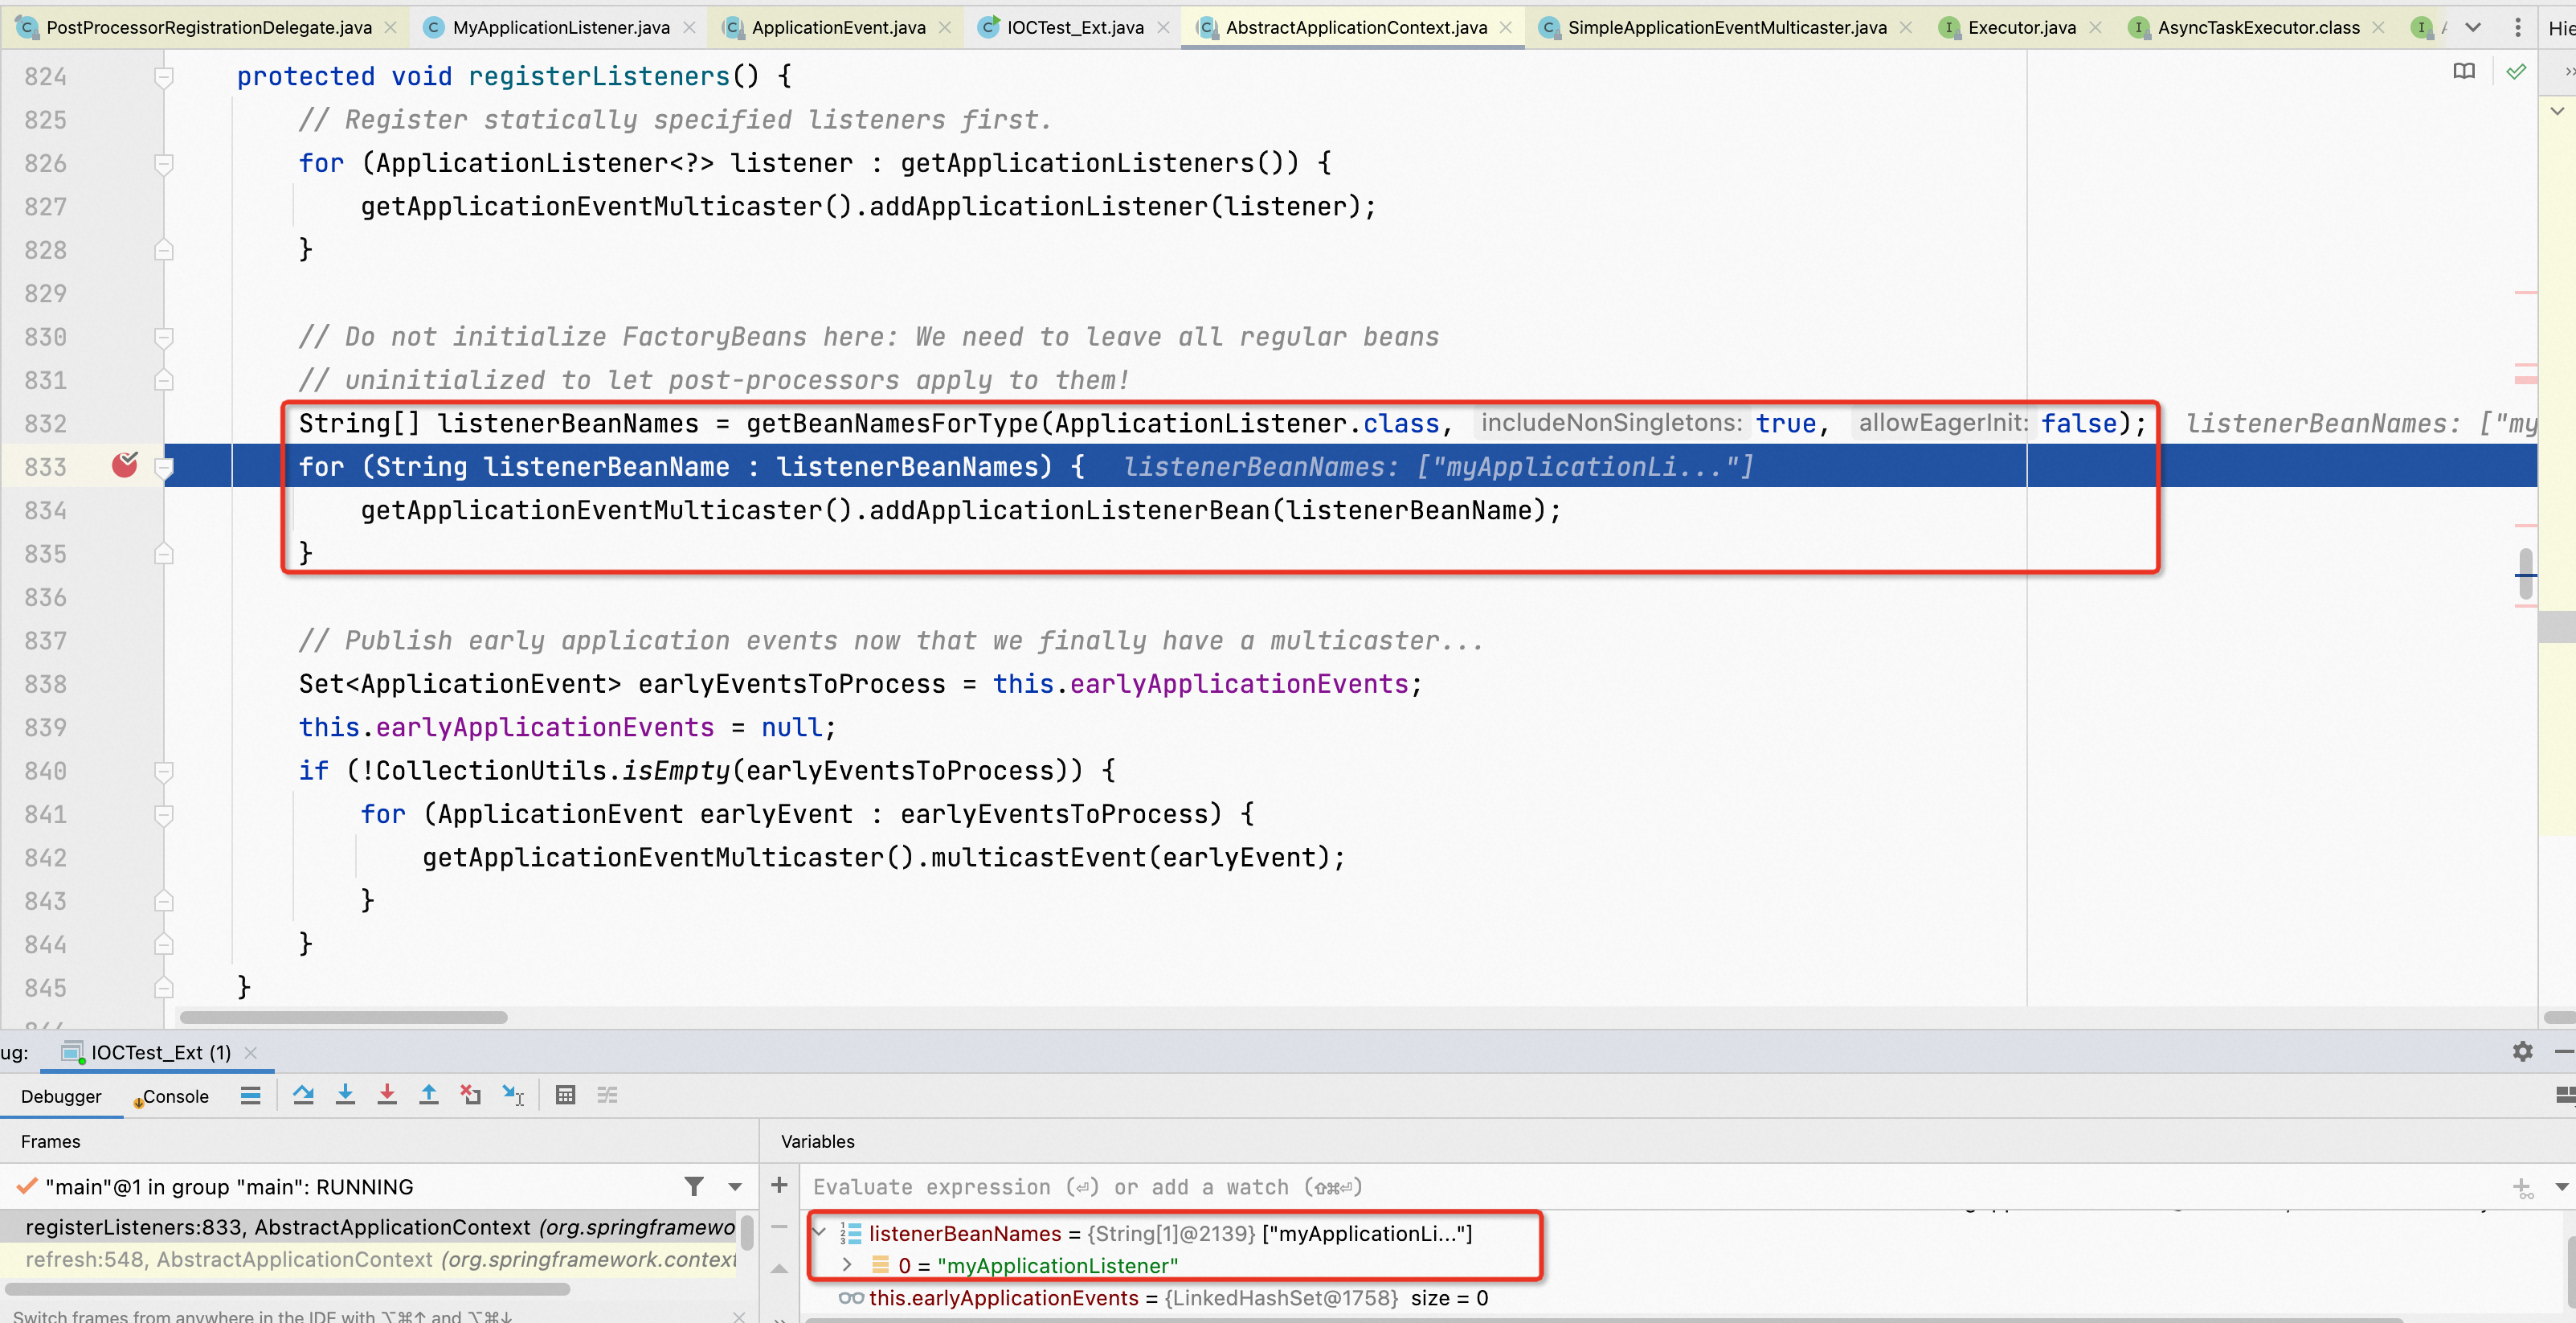 PostProcessorRegistrationDelegate.java MyApplicationListener.java ApplicationEvent.java IOCTest_Ext.java AbstractApplicationContext.java SimpleApplicationEventMulticaster.java Executor.java AsyncTaskExecutor.class Hie
824 protected void registerListeners() {
825 // Register statically specified listeners first.
826 for (ApplicationListener<?> listener : getApplicationListeners()) {
827 getApplicationEventMulticaster().addApplicationListener(listener);
828 }
829
830 // Do not initialize FactoryBeans here: We need to leave all regular beans
831 // uninitialized to let post-processors apply to them!
832 String[] listenerBeanNames = getBeanNamesForType(ApplicationListener.class, includeNonSingletons: true, allowEagerInit: false); listenerBeanNames: ["my
833 for (String listenerBeanName : listenerBeanNames) { listenerBeanNames: ["myApplicationLi..."]
834 getApplicationEventMulticaster().addApplicationListenerBean(listenerBeanName);
835 }
836
837 // Publish early application events now that we finally have a multicaster...
838 Set<ApplicationEvent> earlyEventsToProcess = this.earlyApplicationEvents;
839 this.earlyApplicationEvents = null;
840 if (!CollectionUtils.isEmpty(earlyEventsToProcess)) {
841 for (ApplicationEvent earlyEvent : earlyEventsToProcess) {
842 getApplicationEventMulticaster().multicastEvent(earlyEvent);
843 }
844 }
845 }
ug: IOCTest_Ext (1)
Debugger Console
Frames Variables
"main"@1 in group "main": RUNNING
Evaluate expression (⏎) or add a watch (⇧⌘⏎)
registerListeners:833, AbstractApplicationContext (org.springframewo
refresh:548, AbstractApplicationContext (org.springframework.context
listenerBeanNames = {String[1]@2139} ["myApplicationLi..."]
0 = "myApplicationListener"
this.earlyApplicationEvents = {LinkedHashSet@1758} size = 0
Switch frames from anywhere in the IDE with ⌥⌘↑ and ⌥⌘↓